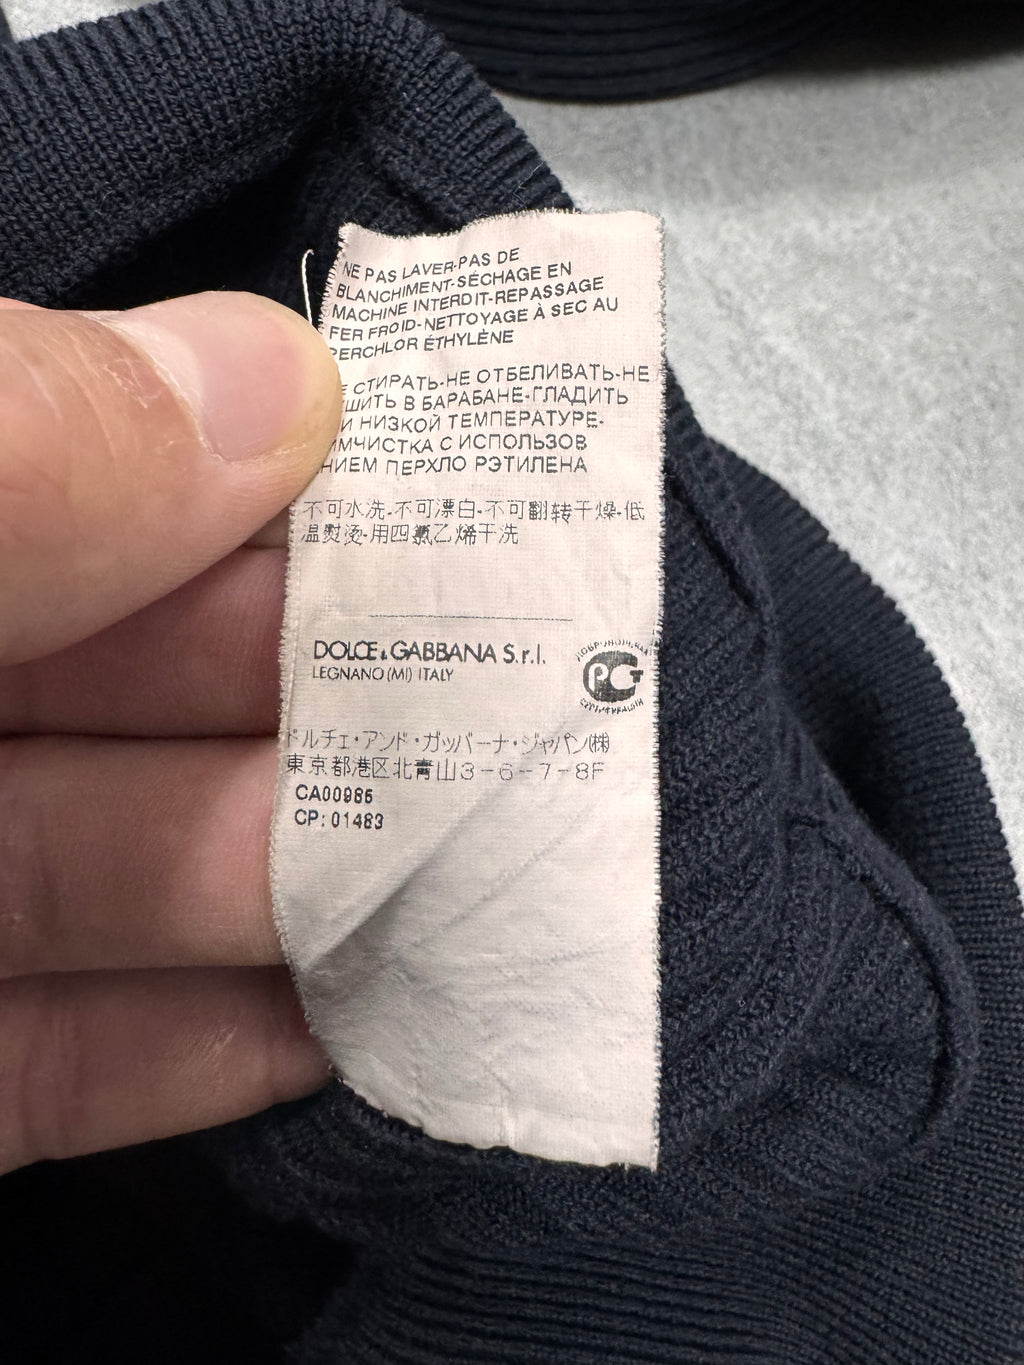 NE PAS LAVER-PAS DE
BLANCHIMENT-SÉCHAGE EN
MACHINE INTERDIT-REPASSAGE
FER FROID-NETTOYAGE À SEC AU
PERCHLOR ÉTHYLÈNE
СТИРАТЬ-НЕ ОТБЕЛИВАТЬ-НЕ
ШИТЬ В БАРАБАНЕ-ГЛАДИТЬ
И НИЗКОЙ ТЕМПЕРАТУРЕ-
ИМЧИСТКА С ИСПОЛЬЗОВ
НИЕМ ПЕРХЛО РЭТИЛЕНА
不可水洗-不可漂白-不可翻转干燥-低
温熨烫-用四氯乙烯干洗
DOLCE & GABBANA S.r.l.
LEGNANO (MI) ITALY
РСТ
ドルチェ・アンド・ガッバーナ・ジャパン(株)
東京都港区北青山3-6-7-8F
CA00986
CP: 01483